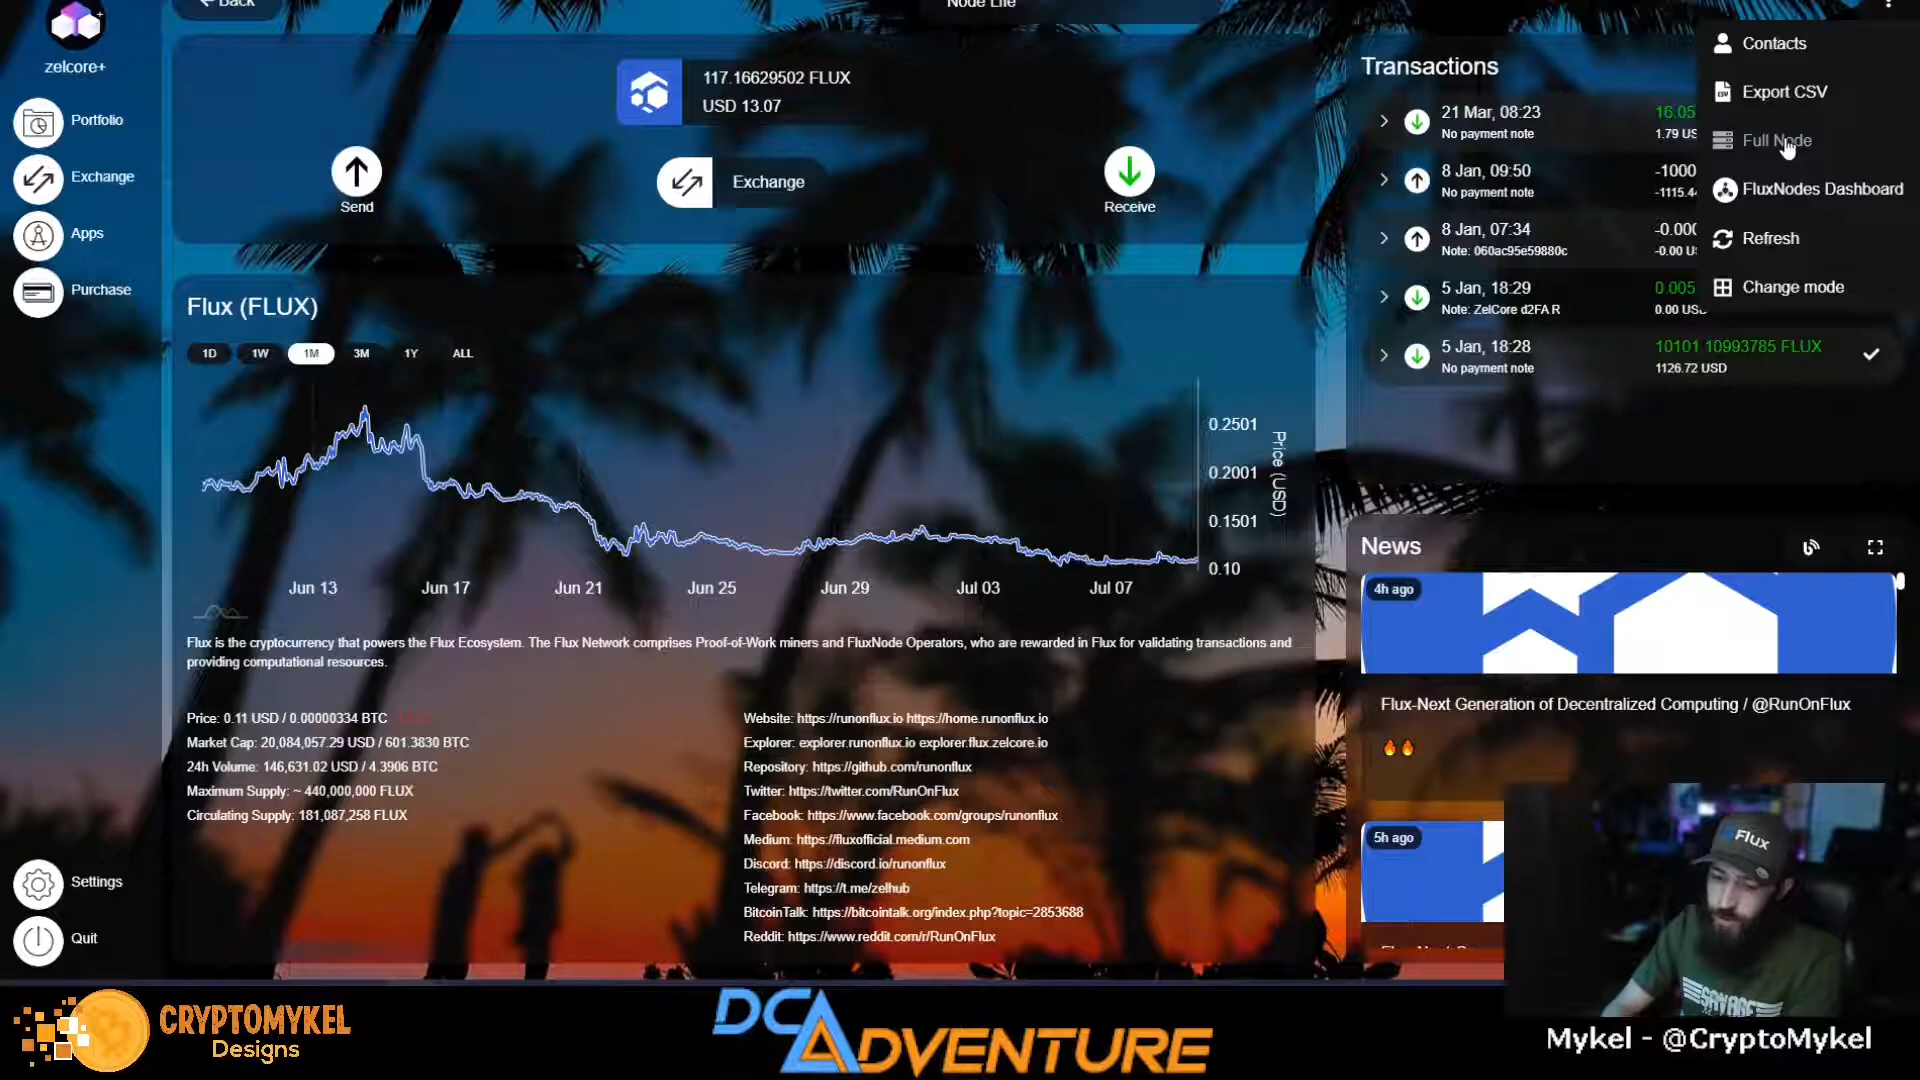 Back
Node Life
zelcore+
Portfolio
Exchange
Apps
Purchase
Settings
Quit
117.16629502 FLUX
USD 13.07
Send
Exchange
Receive
Flux (FLUX)
1D 1W 1M 3M 1Y ALL
0.2501
0.2001
0.1501
0.10
Price (USD)
Jun 13 Jun 17 Jun 21 Jun 25 Jun 29 Jul 03 Jul 07
Flux is the cryptocurrency that powers the Flux Ecosystem. The Flux Network comprises Proof-of-Work miners and FluxNode Operators, who are rewarded in Flux for validating transactions and
providing computational resources.
Price: 0.11 USD / 0.00000334 BTC
Market Cap: 20,084,057.29 USD / 601.3830 BTC
24h Volume: 146,631.02 USD / 4.3906 BTC
Maximum Supply: ~ 440,000,000 FLUX
Circulating Supply: 181,087,258 FLUX
Website: https://runonflux.io https://home.runonflux.io
Explorer: explorer.runonflux.io explorer.flux.zelcore.io
Repository: https://github.com/runonflux
Twitter: https://twitter.com/RunOnFlux
Facebook: https://www.facebook.com/groups/runonflux
Medium: https://fluxofficial.medium.com
Discord: https://discord.io/runonflux
Telegram: https://t.me/zelhub
BitcoinTalk: https://bitcointalk.org/index.php?topic=2853688
Reddit: https://www.reddit.com/r/RunOnFlux
Transactions
21 Mar, 08:23 16.05
No payment note 1.79 US
8 Jan, 09:50 -1000
No payment note -1115.44
8 Jan, 07:34 -0.000
Note: 060ac95e59880c -0.00 US
5 Jan, 18:29 0.005
Note: ZelCore d2FA R 0.00 USD
5 Jan, 18:28 10101 10993785 FLUX
No payment note 1126.72 USD
Contacts
Export CSV
Full Node
FluxNodes Dashboard
Refresh
Change mode
News
4h ago
Flux-Next Generation of Decentralized Computing / @RunOnFlux
🔥🔥
5h ago
Flux
SAVAGE
CRYPTOMYKEL
Designs
DCADVENTURE
Mykel - @CryptoMykel